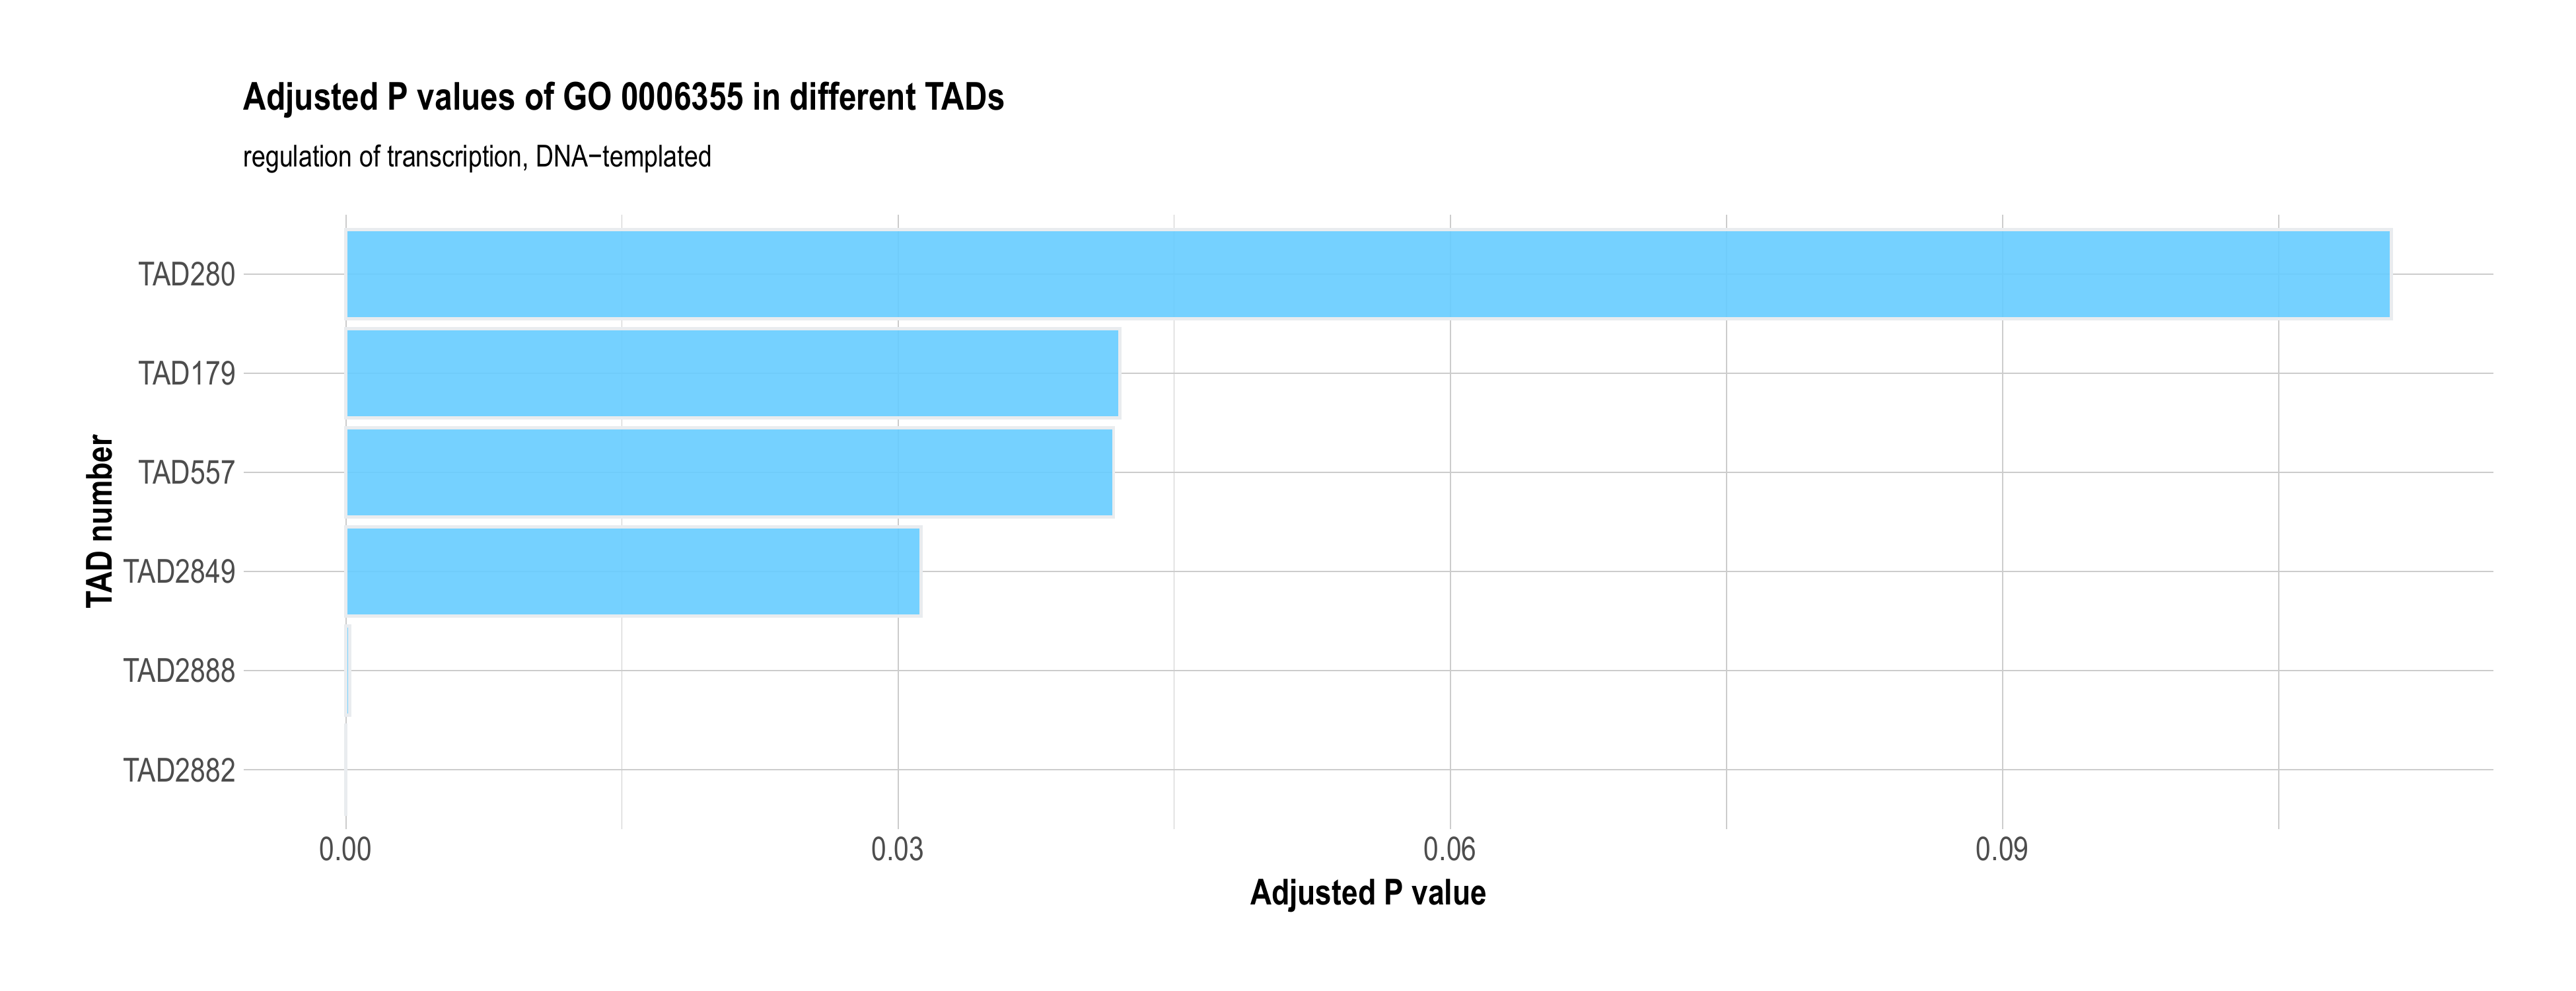 Adjusted P values of GO 0006355 in different TADs
regulation of transcription, DNA−templated
TAD number
TAD280
TAD179
TAD557
TAD2849
TAD2888
TAD2882
0.00 0.03 0.06 0.09
Adjusted P value